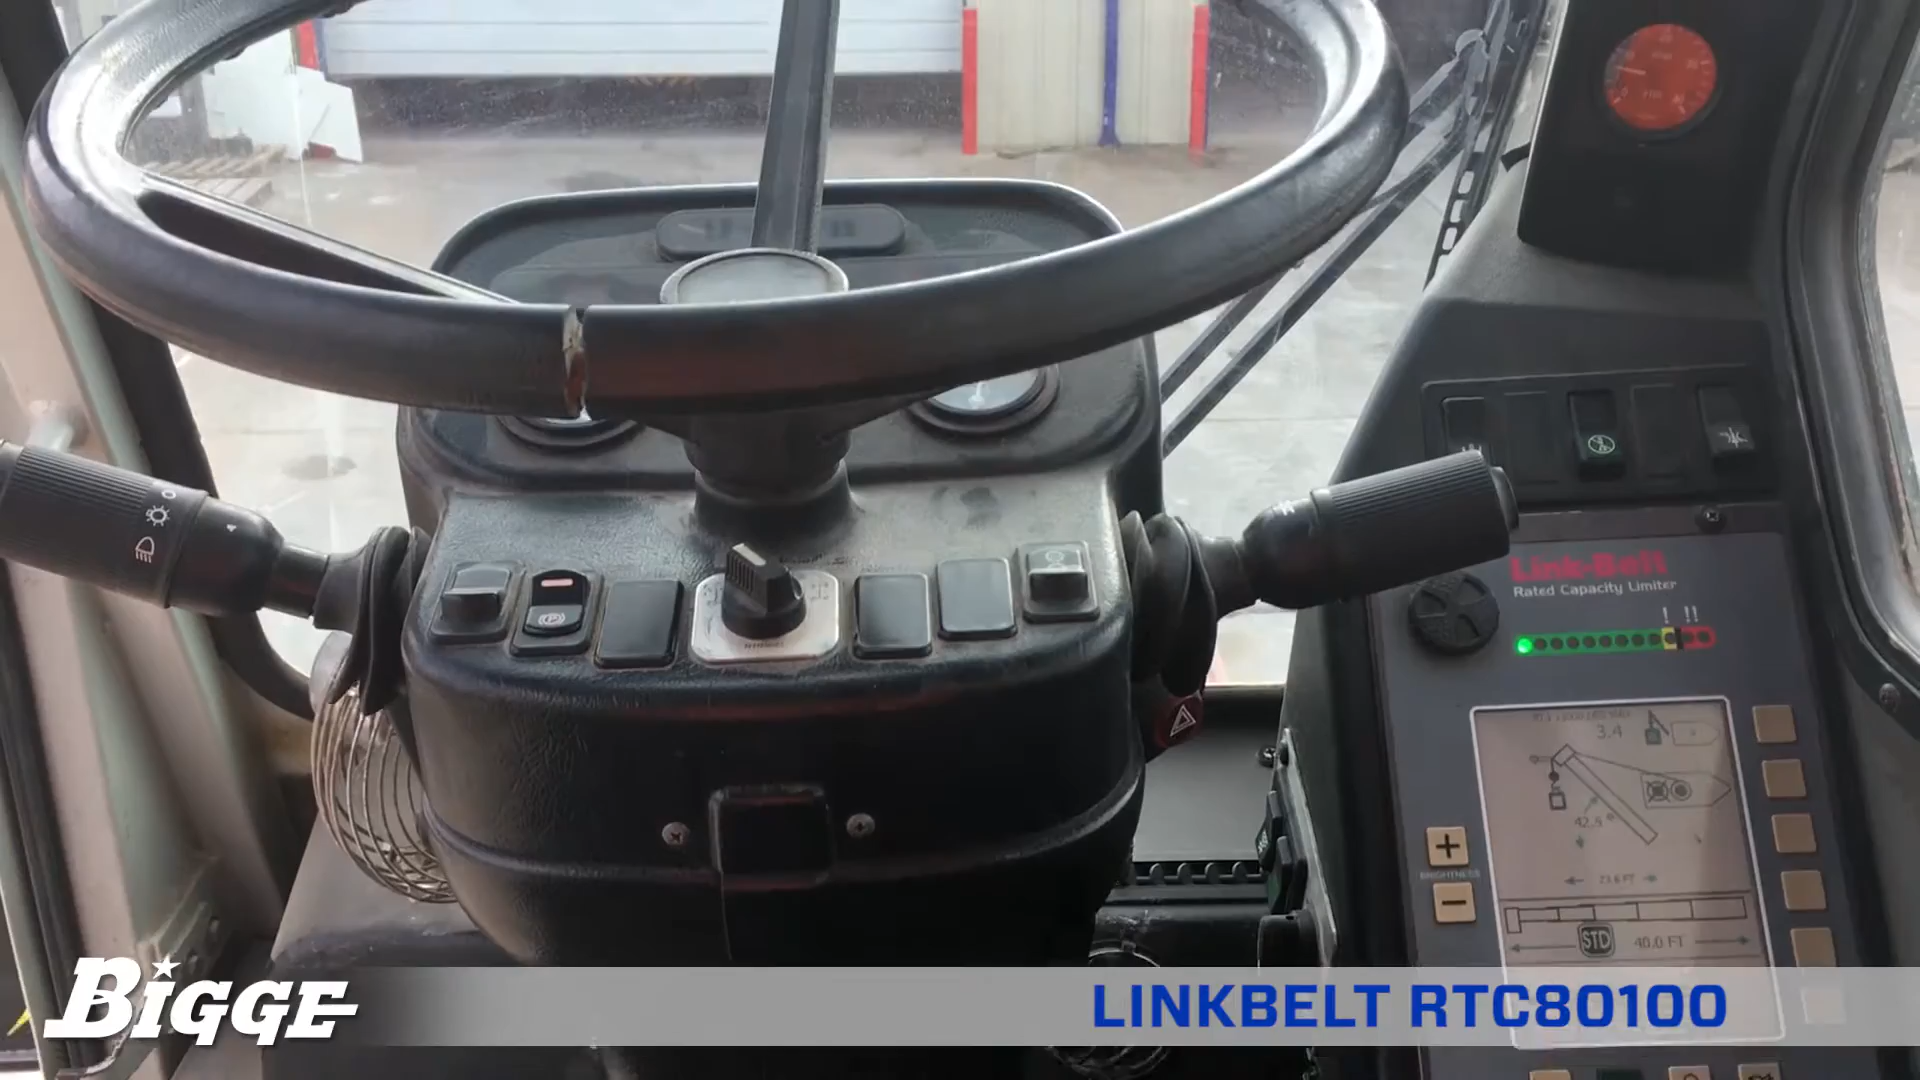 4
(P)
Link-Belt
Rated Capacity Limiter
! !!
3.4
42.5°
+
BRIGHTNESS
−
23.6 FT
STD
40.0 FT
BIGGE
LINKBELT RTC80100